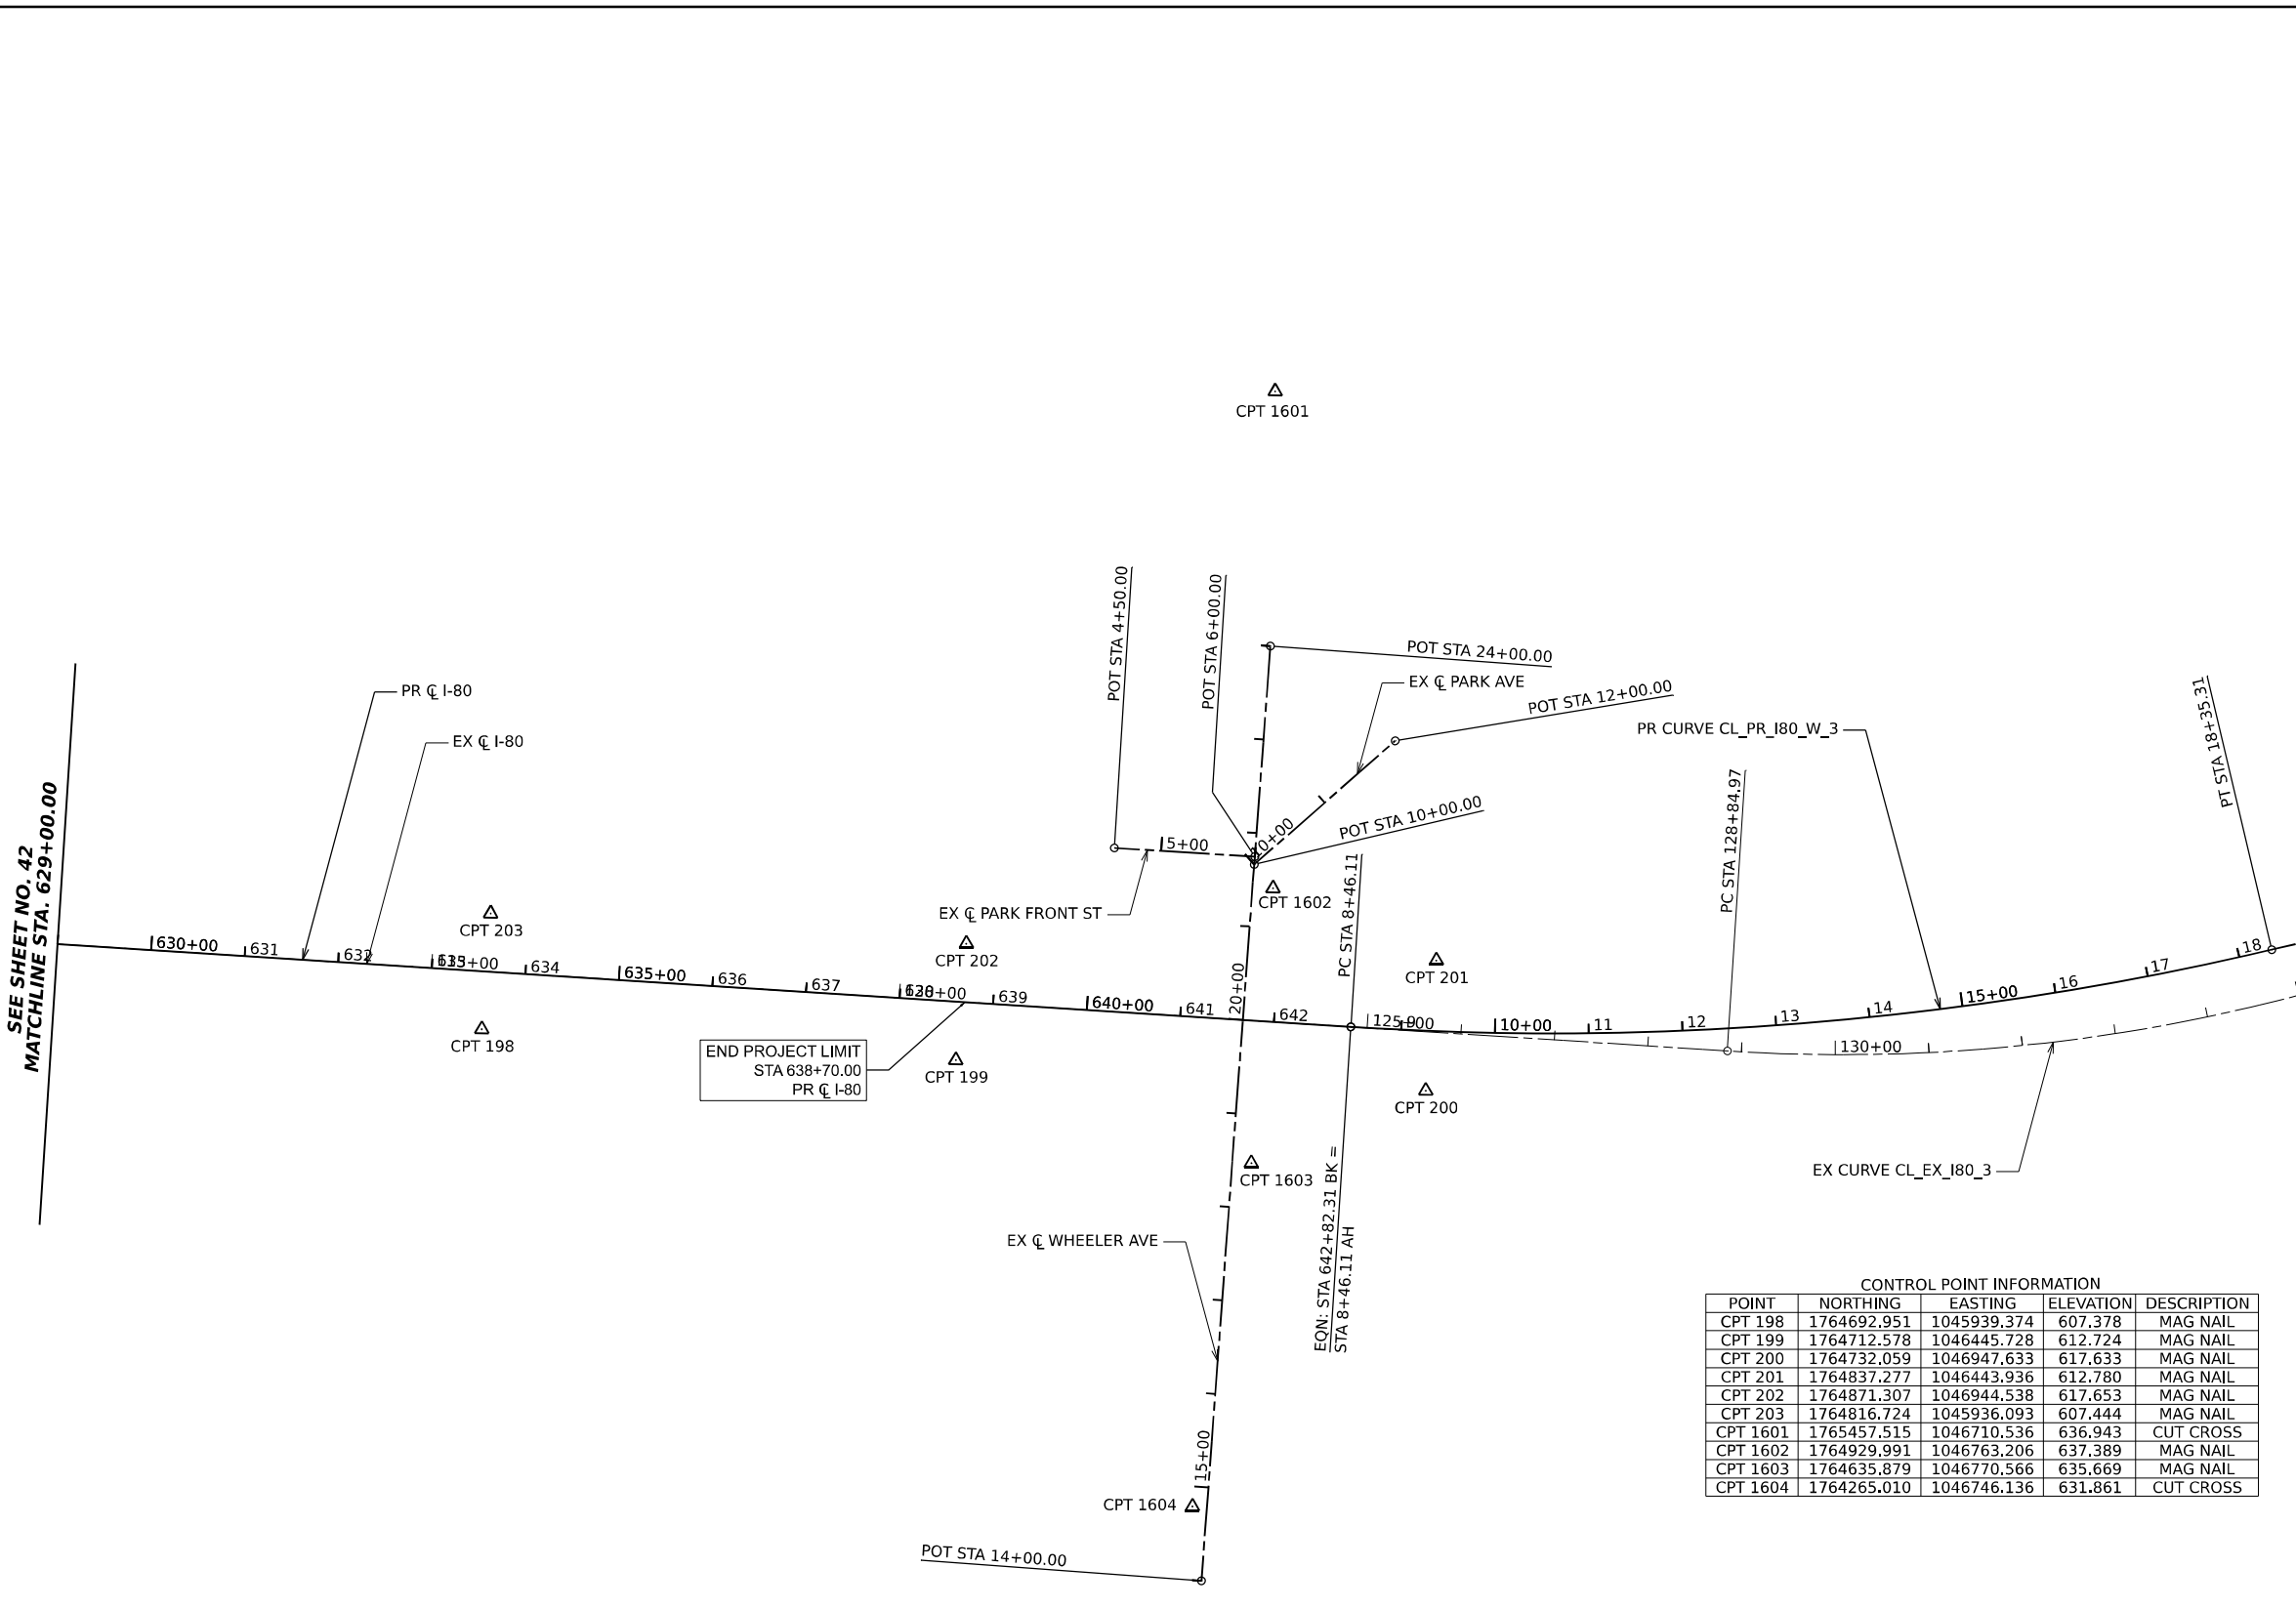 CPT 1601
POT STA 4+50.00
POT STA 6+00.00
POT STA 24+00.00
EX ℄ PARK AVE
POT STA 12+00.00
PR ℄ I-80
EX ℄ I-80
PR CURVE CL_PR_I80_W_3
PT STA 18+35.31
PC STA 128+84.97
POT STA 10+00.00
10+00
5+00
SEE SHEET NO. 42
MATCHLINE STA. 629+00.00
CPT 203
EX ℄ PARK FRONT ST
CPT 1602
PC STA 8+46.11
CPT 202
CPT 201
630+00
631
632
633
634
635+00
636
637
638
639
640+00
641
20+00
642
125+00
9
10+00
11
12
13
14
15+00
16
17
18
130+00
CPT 198
END PROJECT LIMIT
STA 638+70.00
PR ℄ I-80
CPT 199
CPT 200
CPT 1603
EQN: STA 642+82.31 BK =
STA 8+46.11 AH
EX CURVE CL_EX_I80_3
EX ℄ WHEELER AVE
15+00
CPT 1604
POT STA 14+00.00
CONTROL POINT INFORMATION
POINT NORTHING EASTING ELEVATION DESCRIPTION
CPT 198 1764692.951 1045939.374 607.378 MAG NAIL
CPT 199 1764712.578 1046445.728 612.724 MAG NAIL
CPT 200 1764732.059 1046947.633 617.633 MAG NAIL
CPT 201 1764837.277 1046443.936 612.780 MAG NAIL
CPT 202 1764871.307 1046944.538 617.653 MAG NAIL
CPT 203 1764816.724 1045936.093 607.444 MAG NAIL
CPT 1601 1765457.515 1046710.536 636.943 CUT CROSS
CPT 1602 1764929.991 1046763.206 637.389 MAG NAIL
CPT 1603 1764635.879 1046770.566 635.669 MAG NAIL
CPT 1604 1764265.010 1046746.136 631.861 CUT CROSS